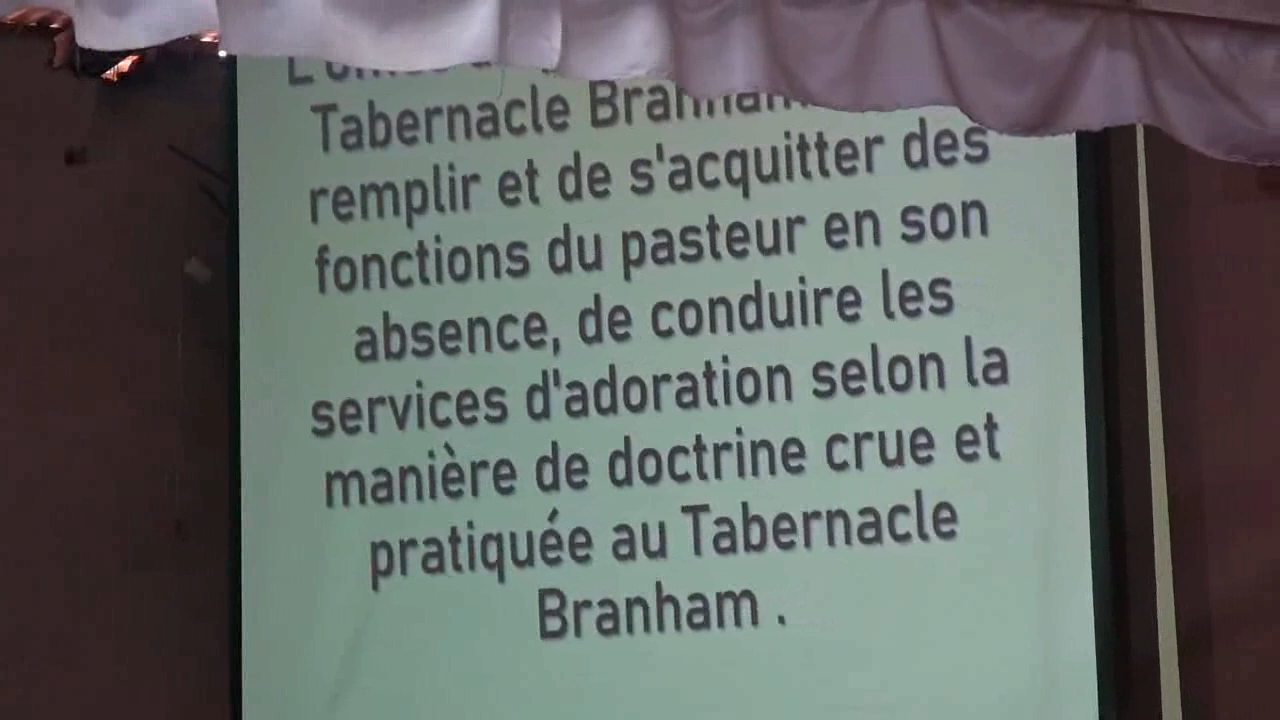 Tabernacle Branham
remplir et de s'acquitter des
fonctions du pasteur en son
absence, de conduire les
services d'adoration selon la
manière de doctrine crue et
pratiquée au Tabernacle
Branham .